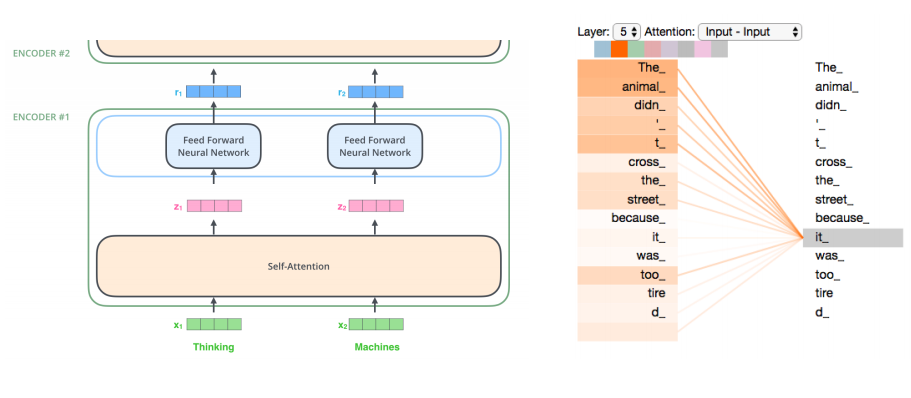 ENCODER #2
r₁
r₂
ENCODER #1
Feed Forward
Neural Network
Feed Forward
Neural Network
z₁
z₂
Self-Attention
x₁
x₂
Thinking
Machines
Layer: 5 Attention: Input - Input
The_
animal_
didn_
'_
t_
cross_
the_
street_
because_
it_
was_
too_
tire
d_
The_
animal_
didn_
'_
t_
cross_
the_
street_
because_
it_
was_
too_
tire
d_